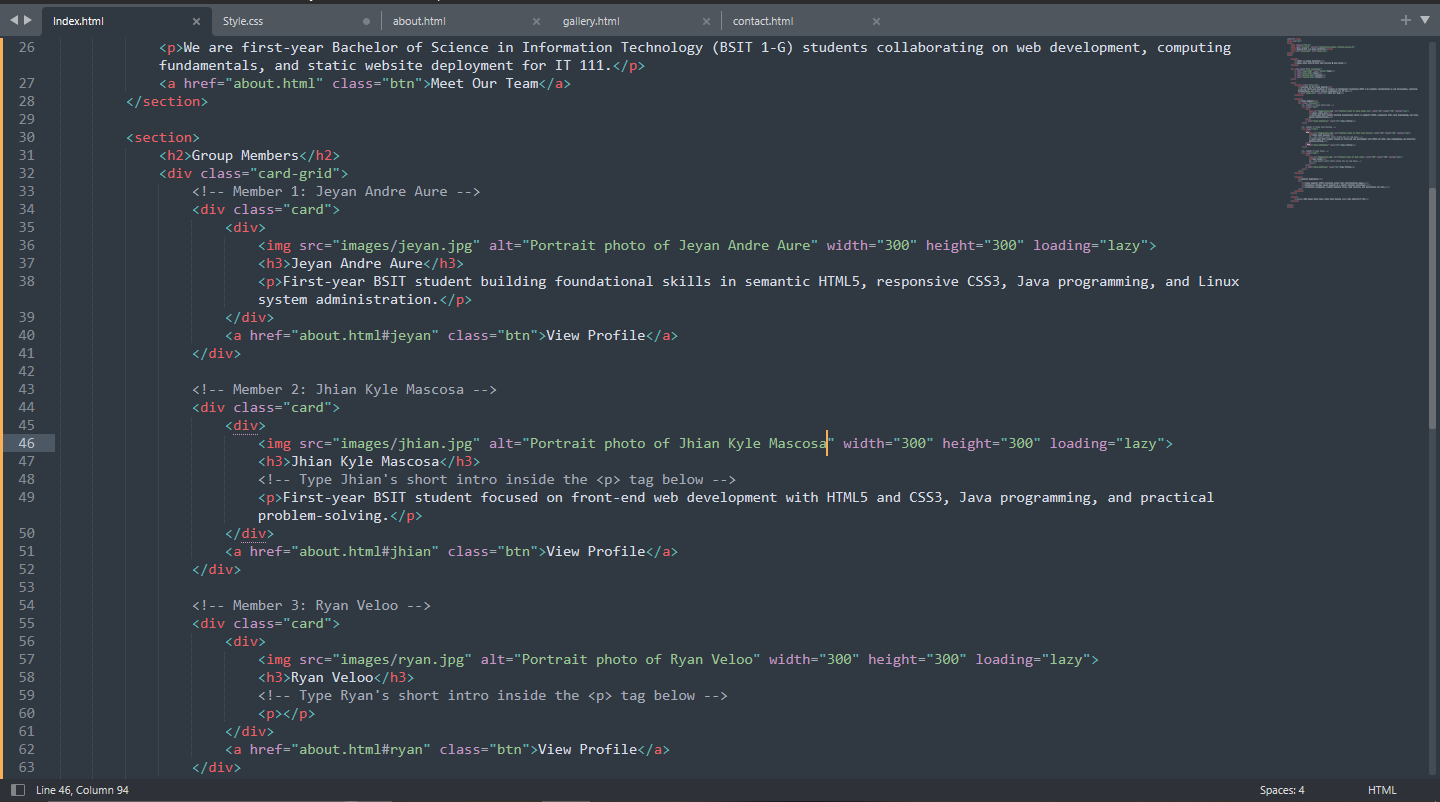 Index.html
Style.css
about.html
gallery.html
contact.html
26 <p>We are first-year Bachelor of Science in Information Technology (BSIT 1-G) students collaborating on web development, computing
fundamentals, and static website deployment for IT 111.</p>
27 <a href="about.html" class="btn">Meet Our Team</a>
28 </section>
29
30 <section>
31 <h2>Group Members</h2>
32 <div class="card-grid">
33 <!-- Member 1: Jeyan Andre Aure -->
34 <div class="card">
35 <div>
36 <img src="images/jeyan.jpg" alt="Portrait photo of Jeyan Andre Aure" width="300" height="300" loading="lazy">
37 <h3>Jeyan Andre Aure</h3>
38 <p>First-year BSIT student building foundational skills in semantic HTML5, responsive CSS3, Java programming, and Linux
system administration.</p>
39 </div>
40 <a href="about.html#jeyan" class="btn">View Profile</a>
41 </div>
42
43 <!-- Member 2: Jhian Kyle Mascosa -->
44 <div class="card">
45 <div>
46 <img src="images/jhian.jpg" alt="Portrait photo of Jhian Kyle Mascosa" width="300" height="300" loading="lazy">
47 <h3>Jhian Kyle Mascosa</h3>
48 <!-- Type Jhian's short intro inside the <p> tag below -->
49 <p>First-year BSIT student focused on front-end web development with HTML5 and CSS3, Java programming, and practical
problem-solving.</p>
50 </div>
51 <a href="about.html#jhian" class="btn">View Profile</a>
52 </div>
53
54 <!-- Member 3: Ryan Veloo -->
55 <div class="card">
56 <div>
57 <img src="images/ryan.jpg" alt="Portrait photo of Ryan Veloo" width="300" height="300" loading="lazy">
58 <h3>Ryan Veloo</h3>
59 <!-- Type Ryan's short intro inside the <p> tag below -->
60 <p></p>
61 </div>
62 <a href="about.html#ryan" class="btn">View Profile</a>
63 </div>
Line 46, Column 94
Spaces: 4
HTML